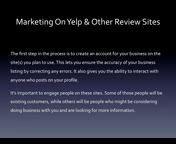 Marketing On Yelp & Other Review Sites
The first step in the process is to create an account for your business on the
site(s) you plan to use. This lets you ensure the accuracy of your business
listing by correcting any errors. It also gives you the ability to interact with
anyone who posts on your profile.
It's important to engage people on these sites. Some of those people will be
existing customers, while others will be people who might be considering
doing business with you and are looking for more information.